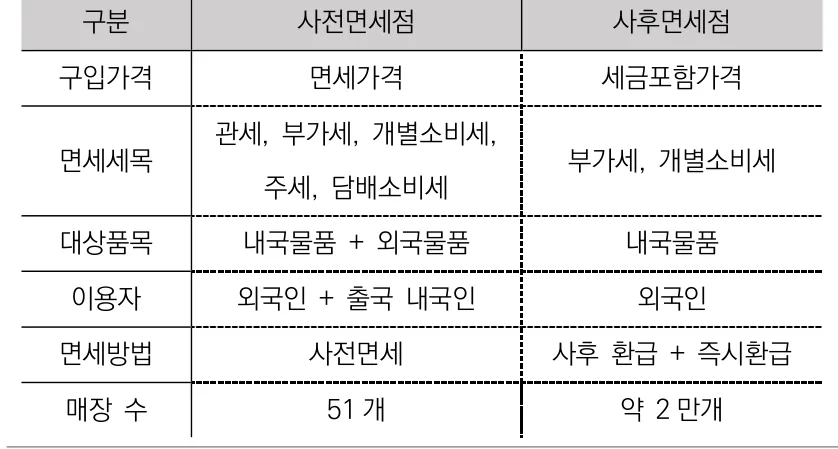 구분 사전면세점 사후면세점
구입가격 면세가격 세금포함가격
면세세목 관세, 부가세, 개별소비세, 주세, 담배소비세 부가세, 개별소비세
대상품목 내국물품 + 외국물품 내국물품
이용자 외국인 + 출국 내국인 외국인
면세방법 사전면세 사후 환급 + 즉시환급
매장 수 51개 약 2만개